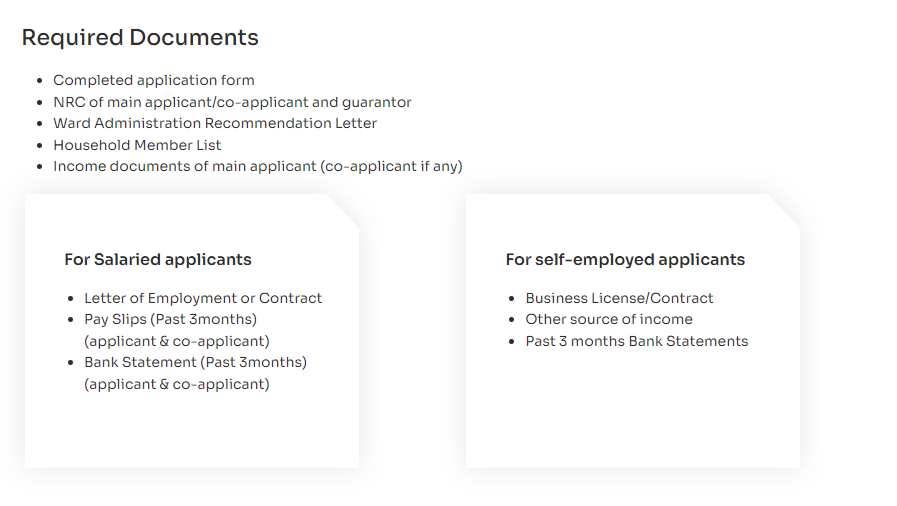 Required Documents
Completed application form
NRC of main applicant/co-applicant and guarantor
Ward Administration Recommendation Letter
Household Member List
Income documents of main applicant (co-applicant if any)
For Salaried applicants
Letter of Employment or Contract
Pay Slips (Past 3months)
(applicant & co-applicant)
Bank Statement (Past 3months)
(applicant & co-applicant)
For self-employed applicants
Business License/Contract
Other source of income
Past 3 months Bank Statements